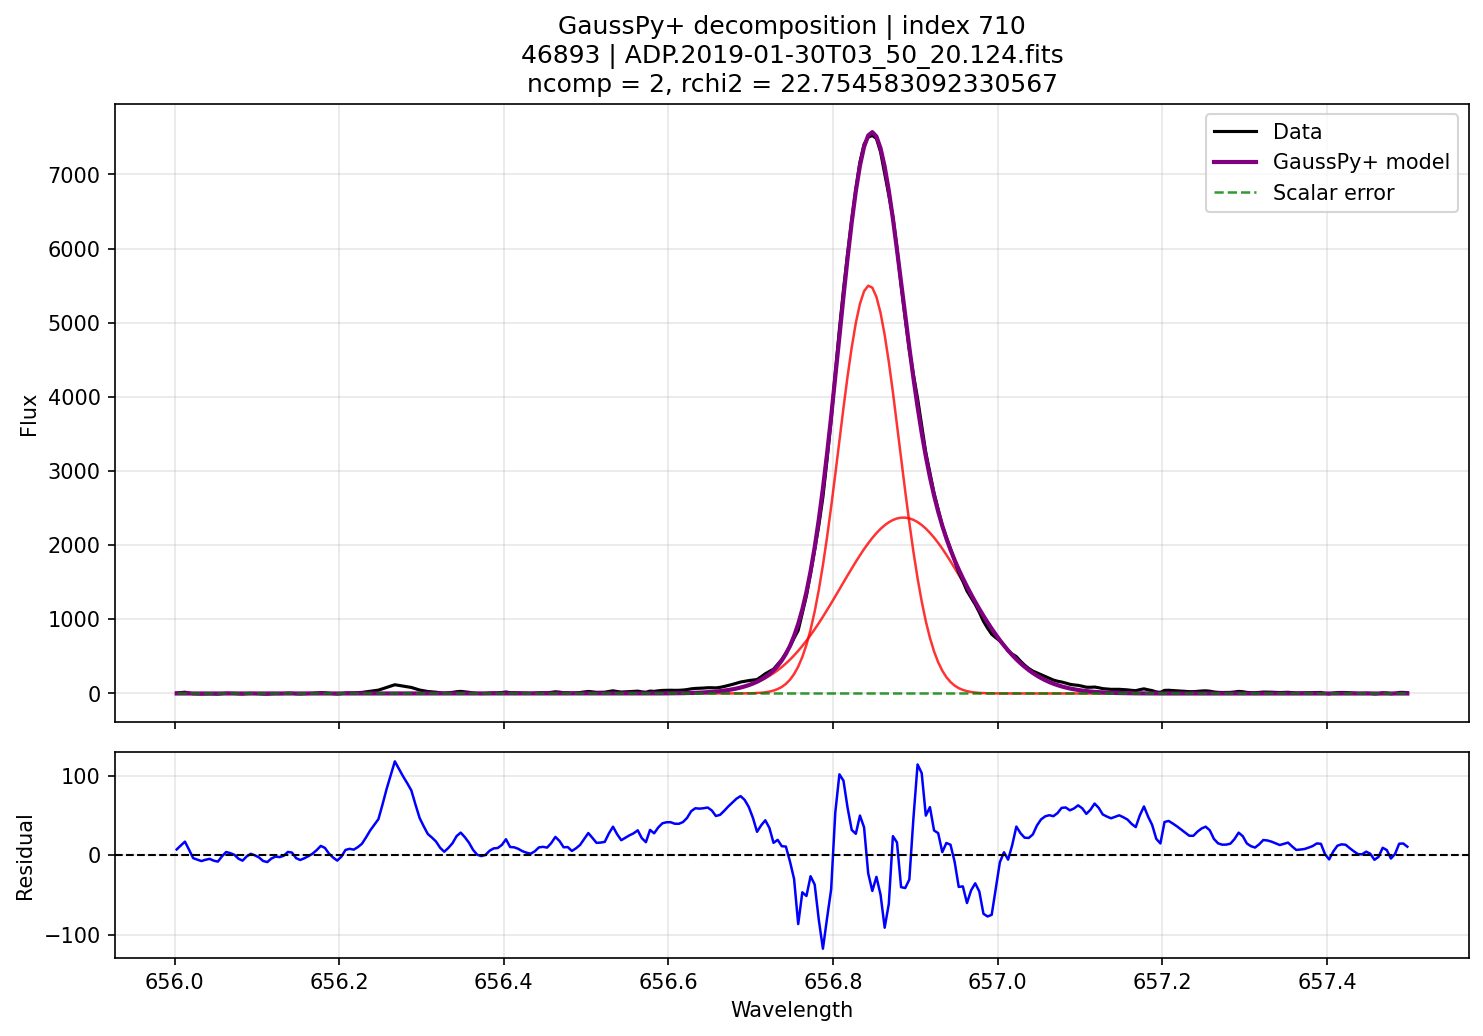 GaussPy+ decomposition | index 710
46893 | ADP.2019-01-30T03_50_20.124.fits
ncomp = 2, rchi2 = 22.754583092330567
Data
GaussPy+ model
Scalar error
Flux
7000
6000
5000
4000
3000
2000
1000
0
Residual
100
0
−100
656.0
656.2
656.4
656.6
656.8
657.0
657.2
657.4
Wavelength